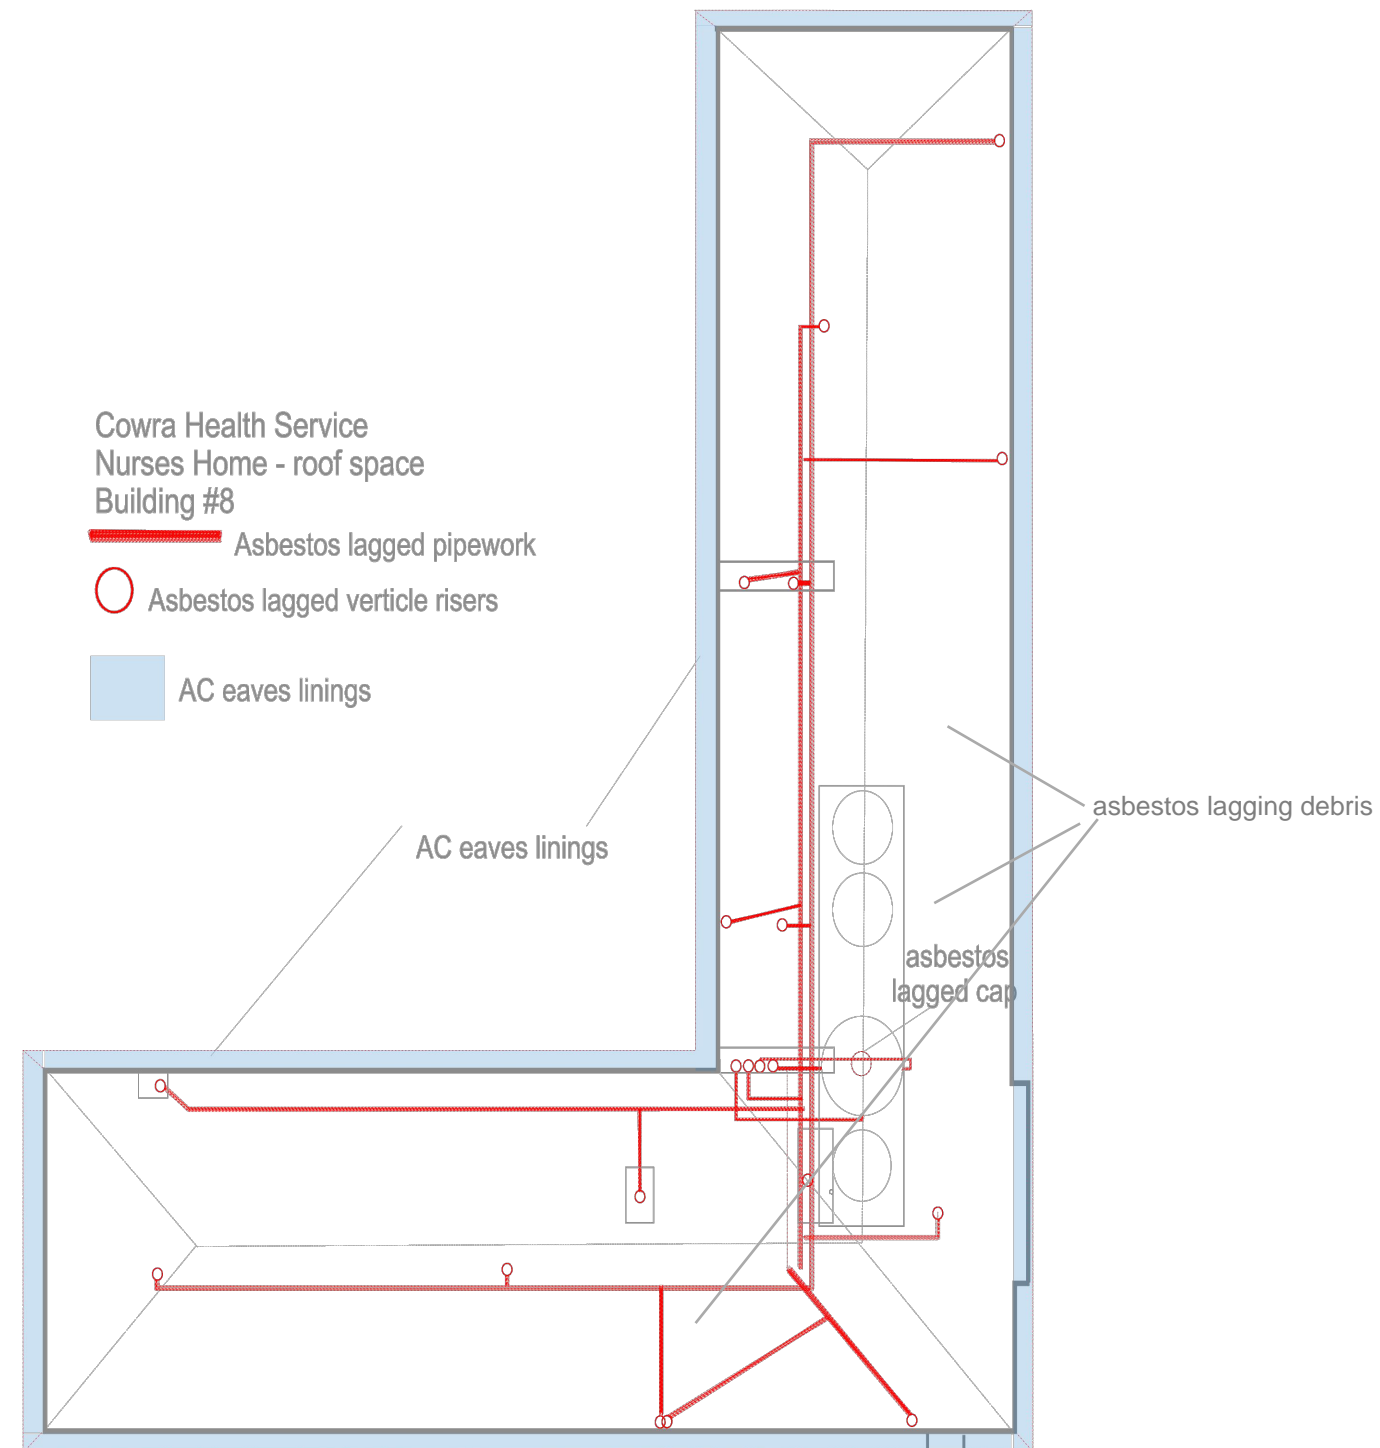 Cowra Health Service
Nurses Home - roof space
Building #8
Asbestos lagged pipework
Asbestos lagged verticle risers
AC eaves linings
AC eaves linings
asbestos lagging debris
asbestos
lagged cap